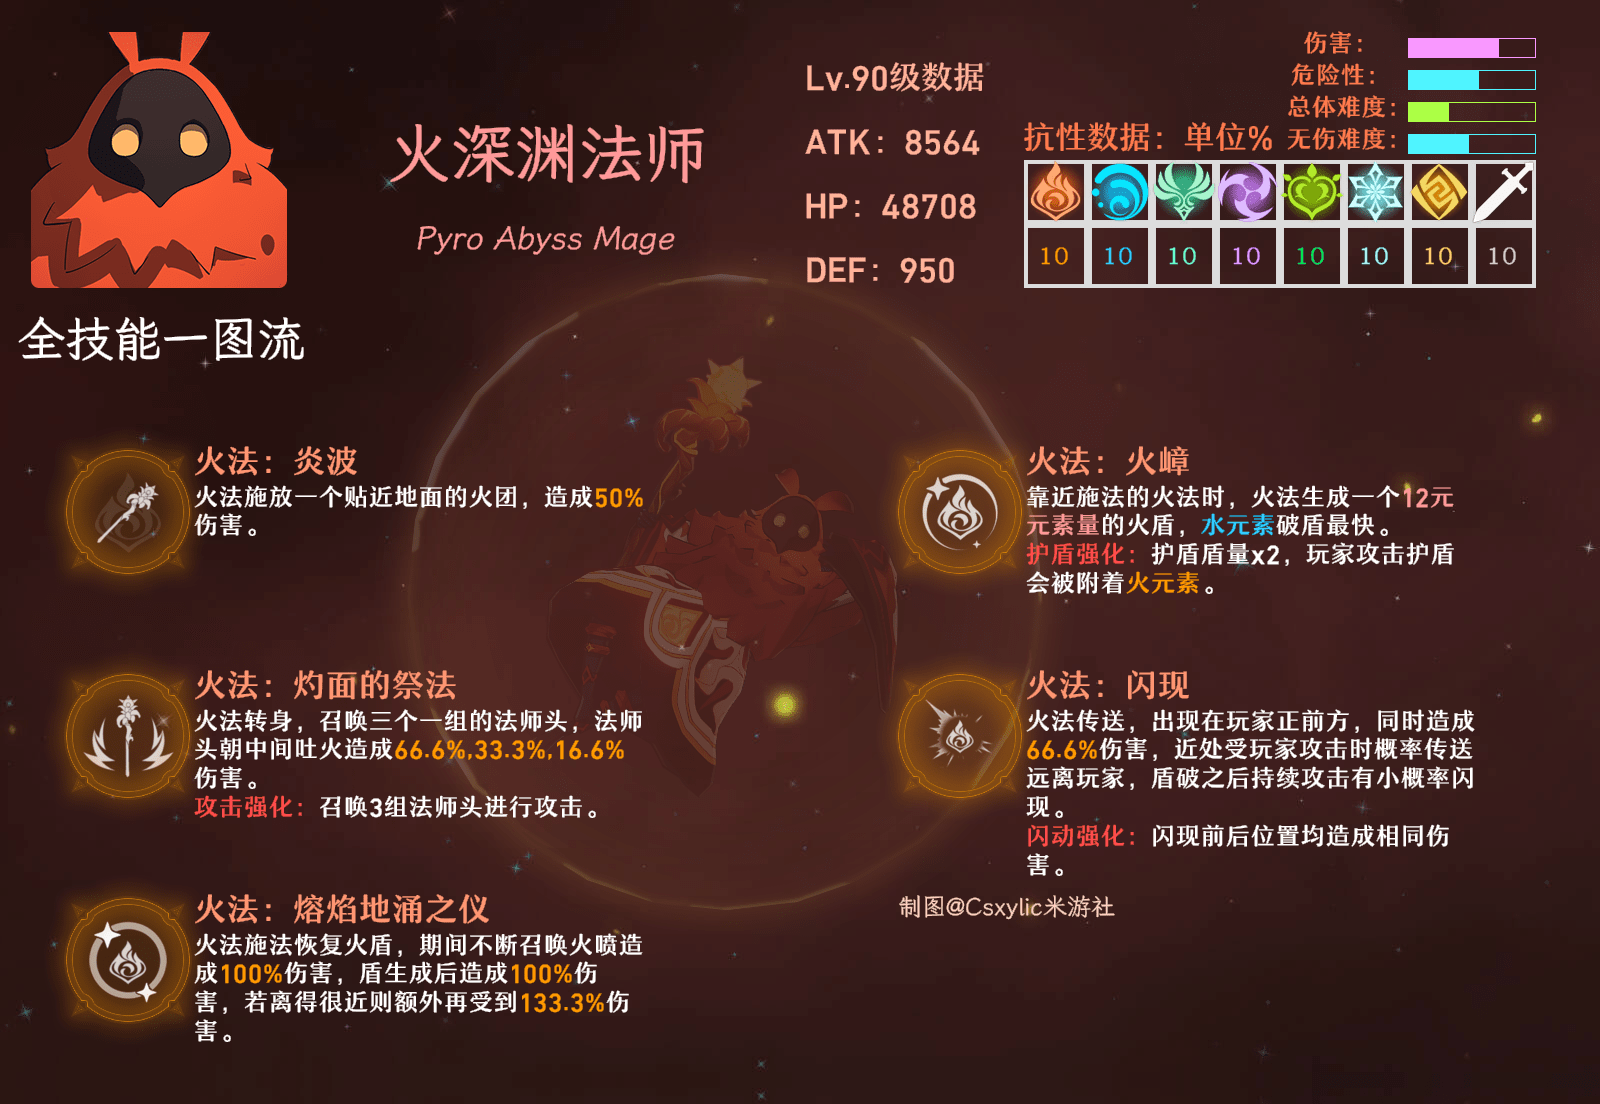 火深渊法师
Pyro Abyss Mage
全技能一图流
Lv.90级数据
ATK：8564
HP：48708
DEF：950
伤害：
危险性：
总体难度：
无伤难度：
抗性数据：单位%
10 10 10 10 10 10 10 10
火法：炎波
火法施放一个贴近地面的火团，造成50%
伤害。
火法：灼面的祭法
火法转身，召唤三个一组的法师头，法师
头朝中间吐火造成66.6%,33.3%,16.6%
伤害。
攻击强化：召唤3组法师头进行攻击。
火法：熔焰地涌之仪
火法施法恢复火盾，期间不断召唤火喷造
成100%伤害，盾生成后造成100%伤
害，若离得很近则额外再受到133.3%伤
害。
火法：火嶂
靠近施法的火法时，火法生成一个12元
元素量的火盾，水元素破盾最快。
护盾强化：护盾盾量x2，玩家攻击护盾
会被附着火元素。
火法：闪现
火法传送，出现在玩家正前方，同时造成
66.6%伤害，近处受玩家攻击时概率传送
远离玩家，盾破之后持续攻击有小概率闪
现。
闪动强化：闪现前后位置均造成相同伤
害。
制图@Csxylic米游社